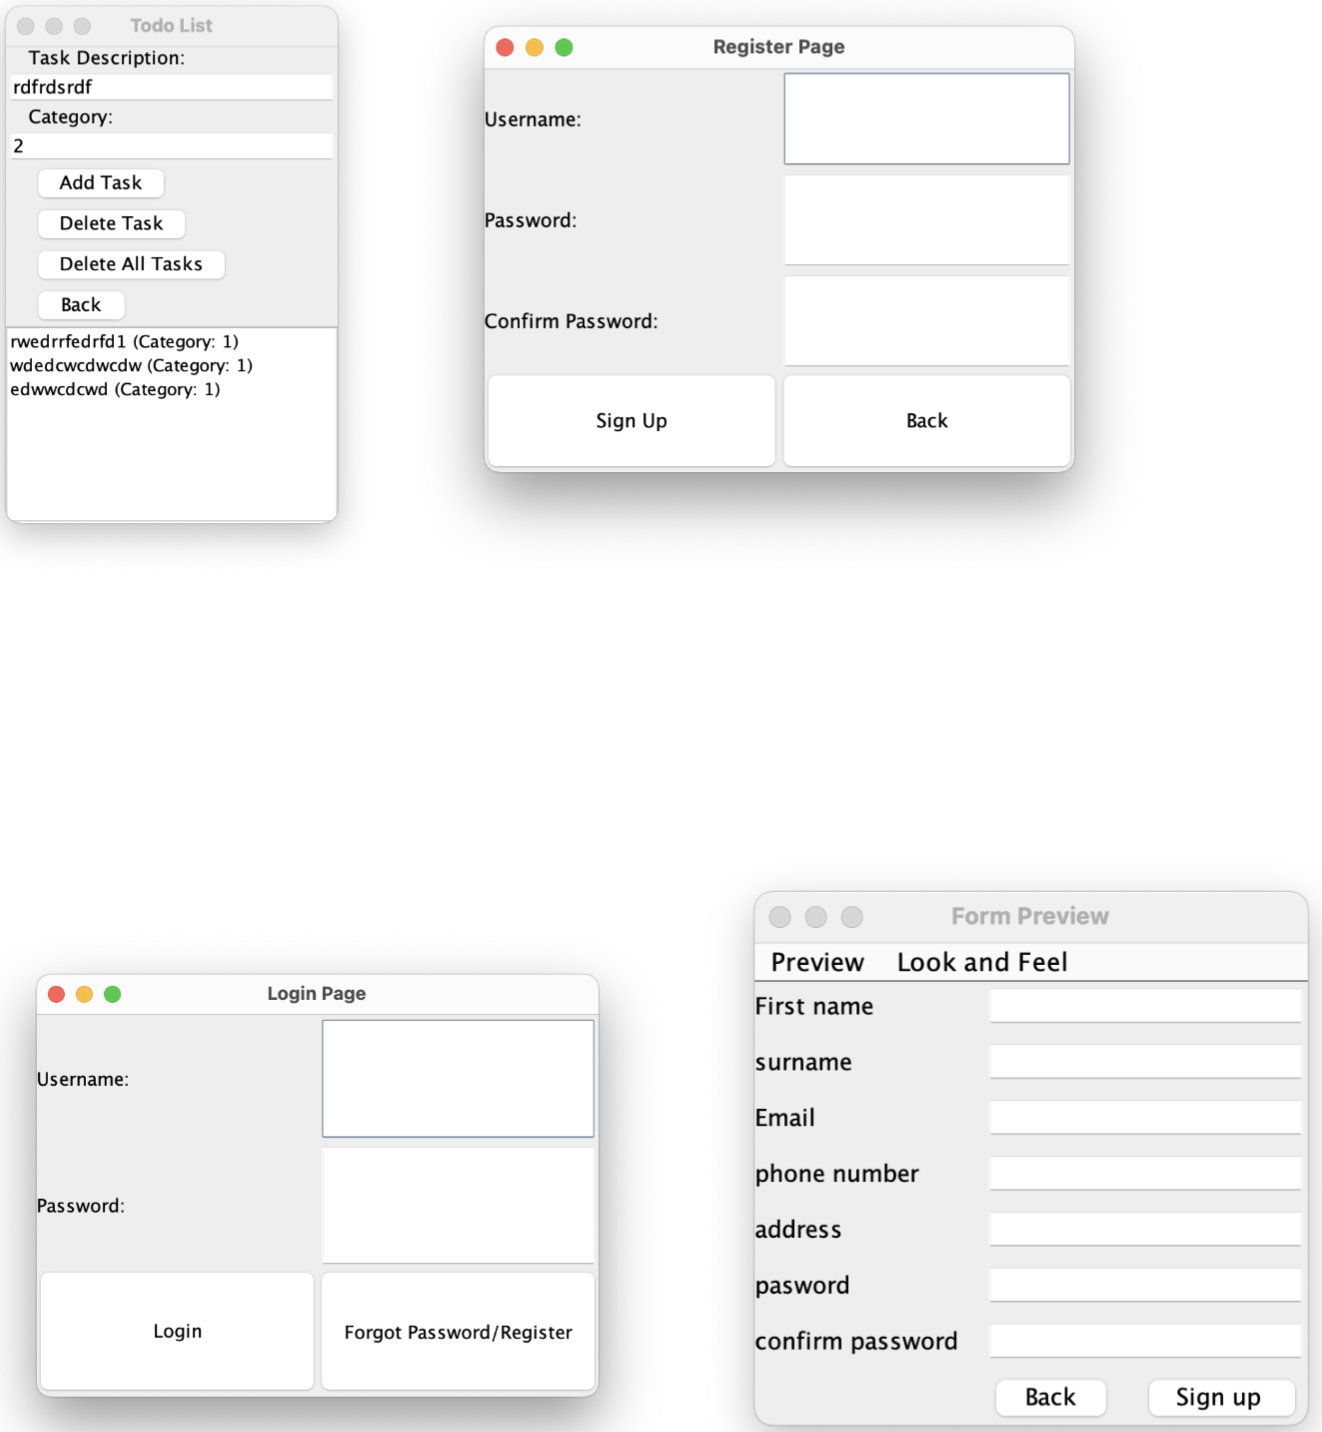 Todo List
Task Description:
rdfrdsrdf
Category:
2
Add Task
Delete Task
Delete All Tasks
Back
rwedrrfedrfd1 (Category: 1)
wdedcwcdwcdw (Category: 1)
edwwcdcwd (Category: 1)
Register Page
Username:
Password:
Confirm Password:
Sign Up Back
Login Page
Username:
Password:
Login Forgot Password/Register
Form Preview
Preview Look and Feel
First name
surname
Email
phone number
address
pasword
confirm password
Back Sign up